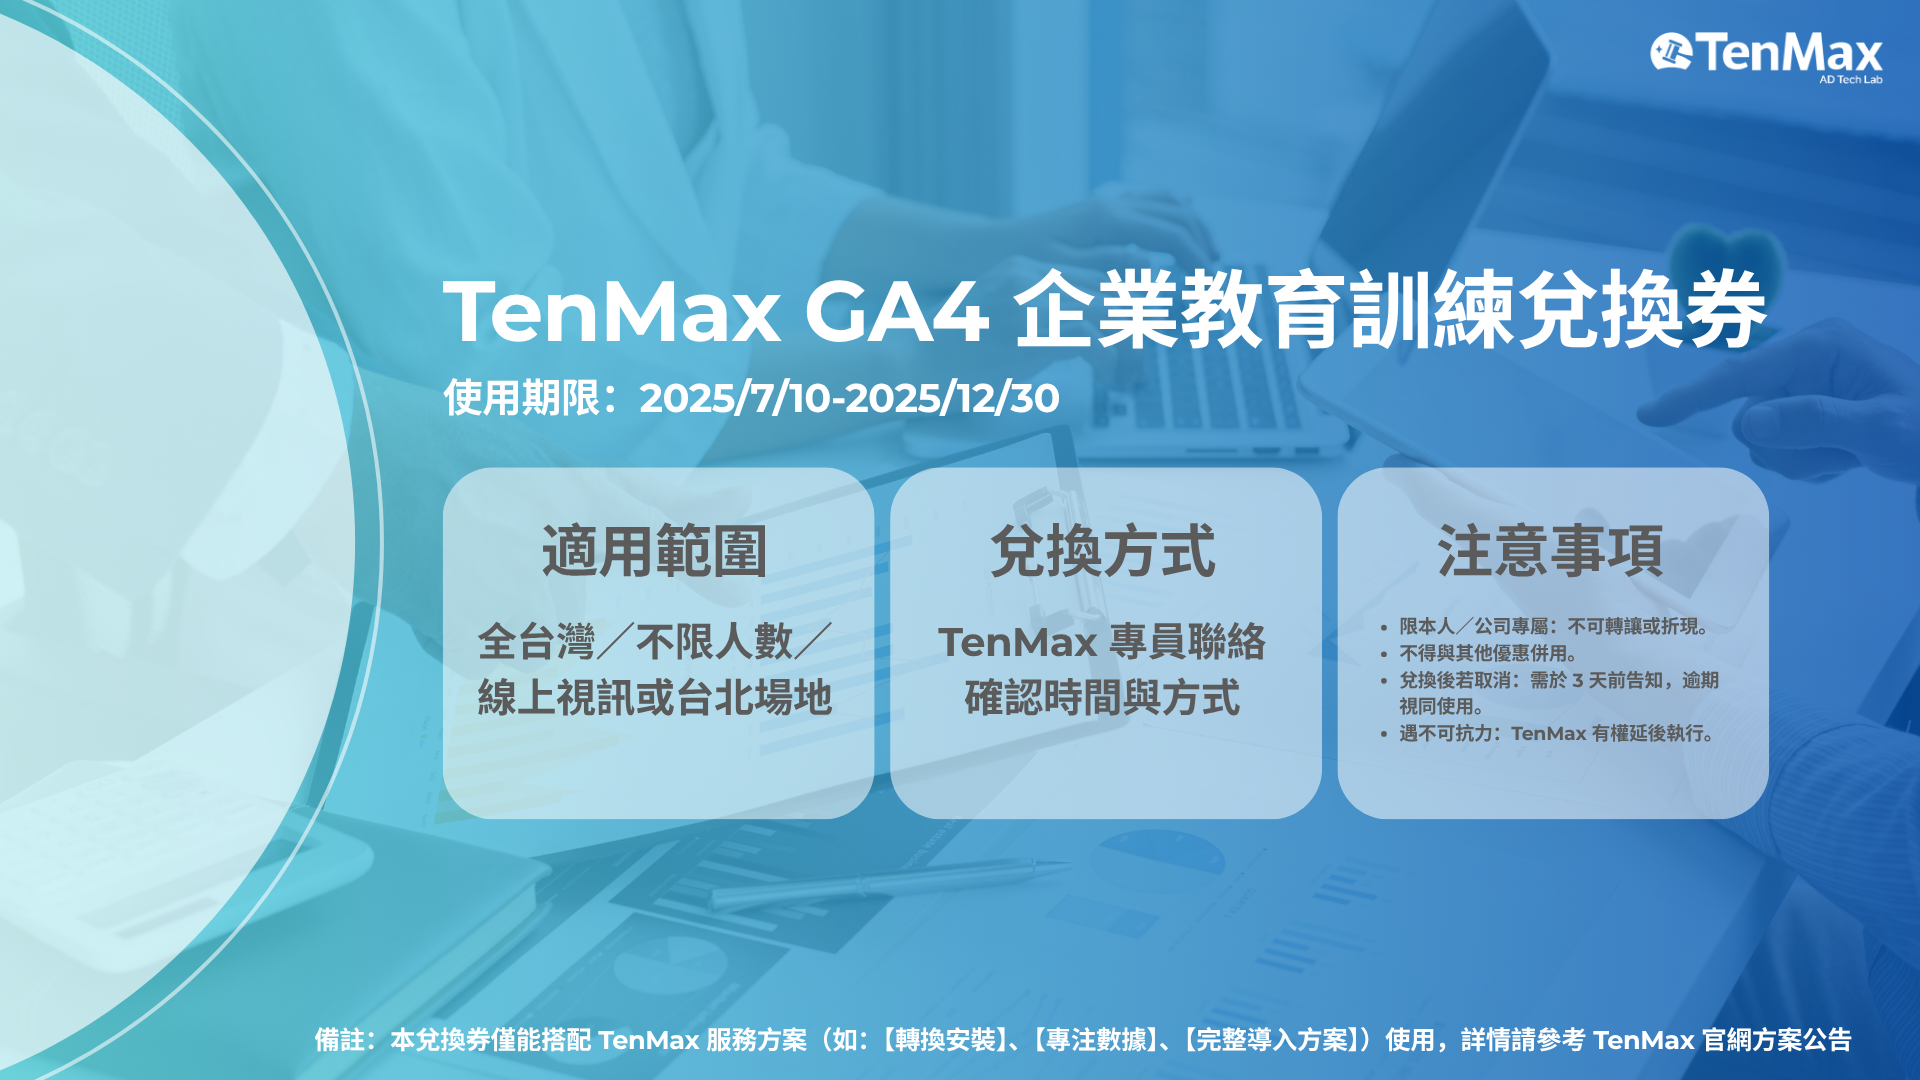 TenMax
AD Tech Lab
TenMax GA4 企業教育訓練兌換券
使用期限：2025/7/10-2025/12/30
適用範圍
全台灣／不限人數／
線上視訊或台北場地
兌換方式
TenMax 專員聯絡
確認時間與方式
注意事項
• 限本人／公司專屬：不可轉讓或折現。
• 不得與其他優惠併用。
• 兌換後若取消：需於 3 天前告知，逾期
視同使用。
• 遇不可抗力：TenMax 有權延後執行。
備註：本兌換券僅能搭配 TenMax 服務方案（如：【轉換安裝】、【專注數據】、【完整導入方案】）使用，詳情請參考 TenMax 官網方案公告